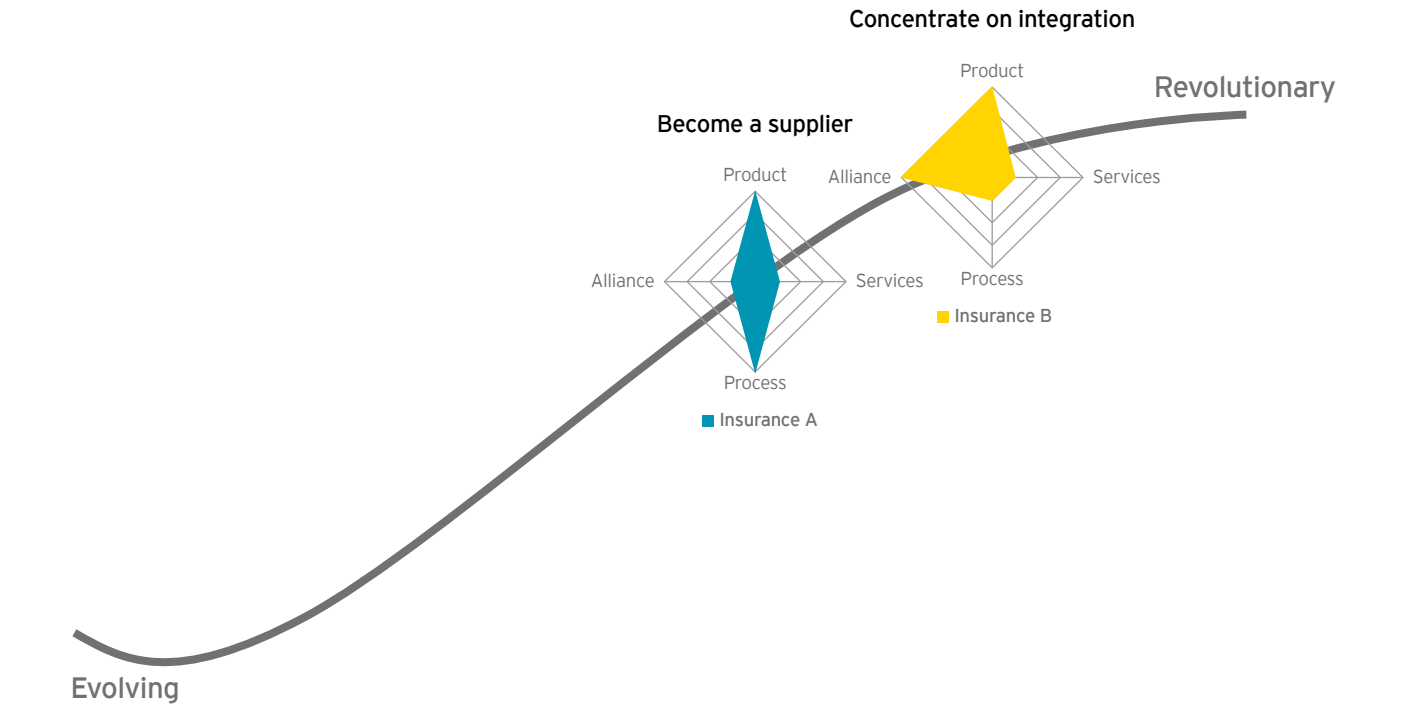 Concentrate on integration
Product
Revolutionary
Become a supplier
Product
Alliance
Services
Alliance
Services
Process
Insurance B
Process
Insurance A
Evolving